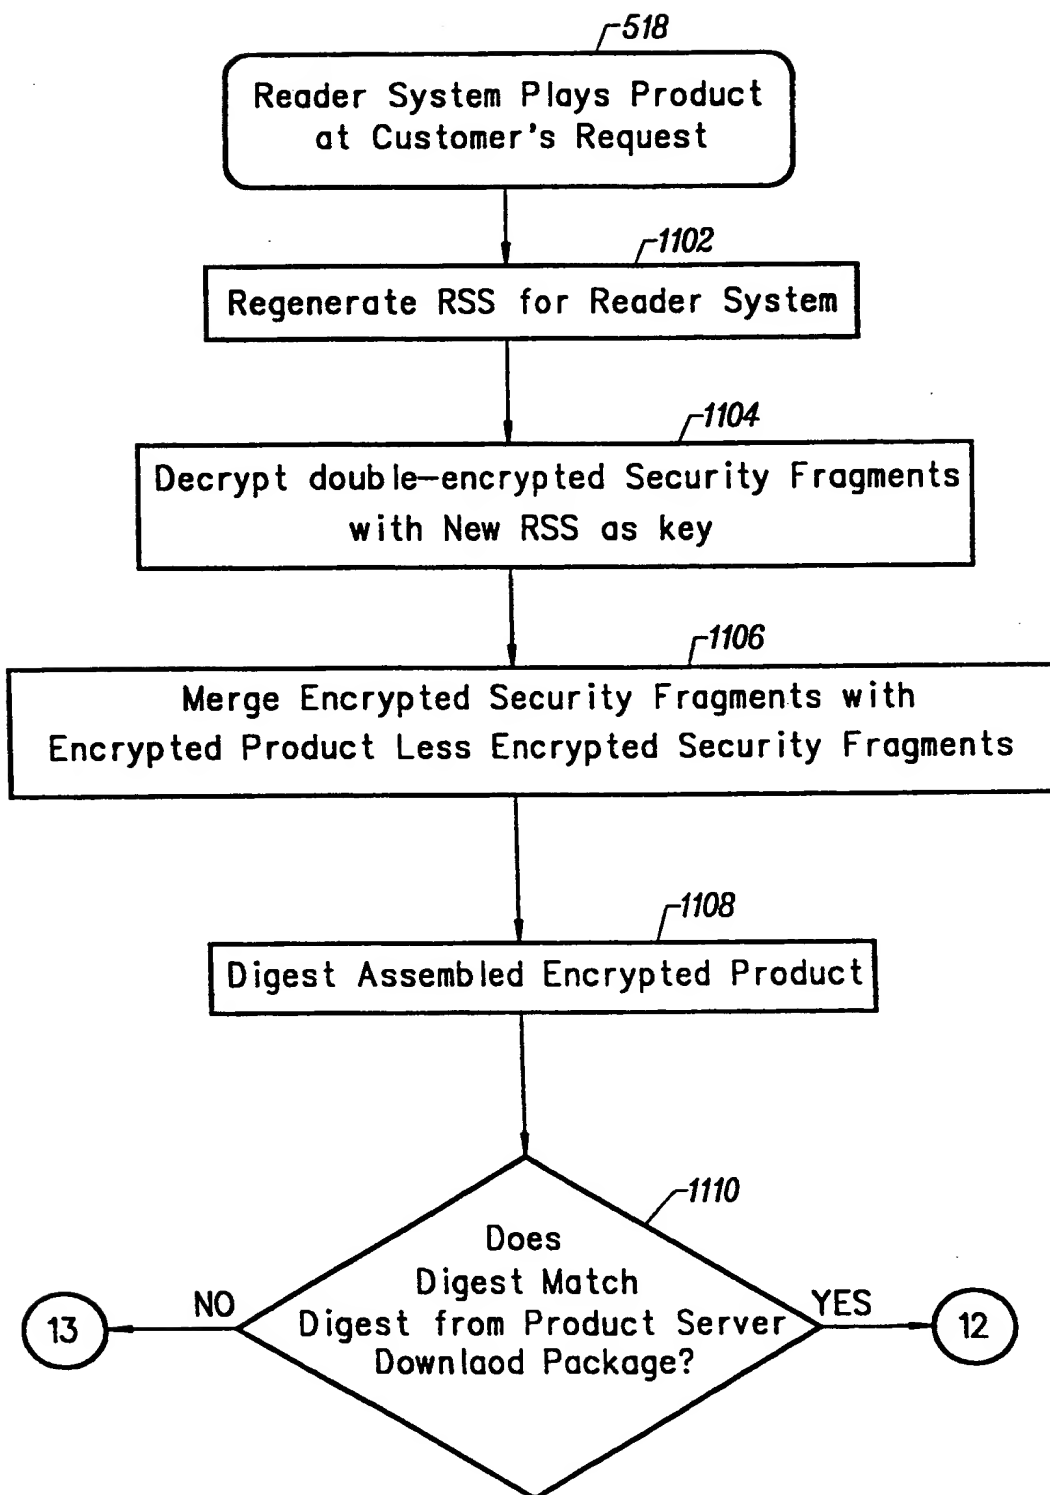 518
Reader System Plays Product
at Customer's Request
1102
Regenerate RSS for Reader System
1104
Decrypt double-encrypted Security Fragments
with New RSS as key
1106
Merge Encrypted Security Fragments with
Encrypted Product Less Encrypted Security Fragments
1108
Digest Assembled Encrypted Product
1110
Does
Digest Match
Digest from Product Server
Downlaod Package?
NO
YES
13
12